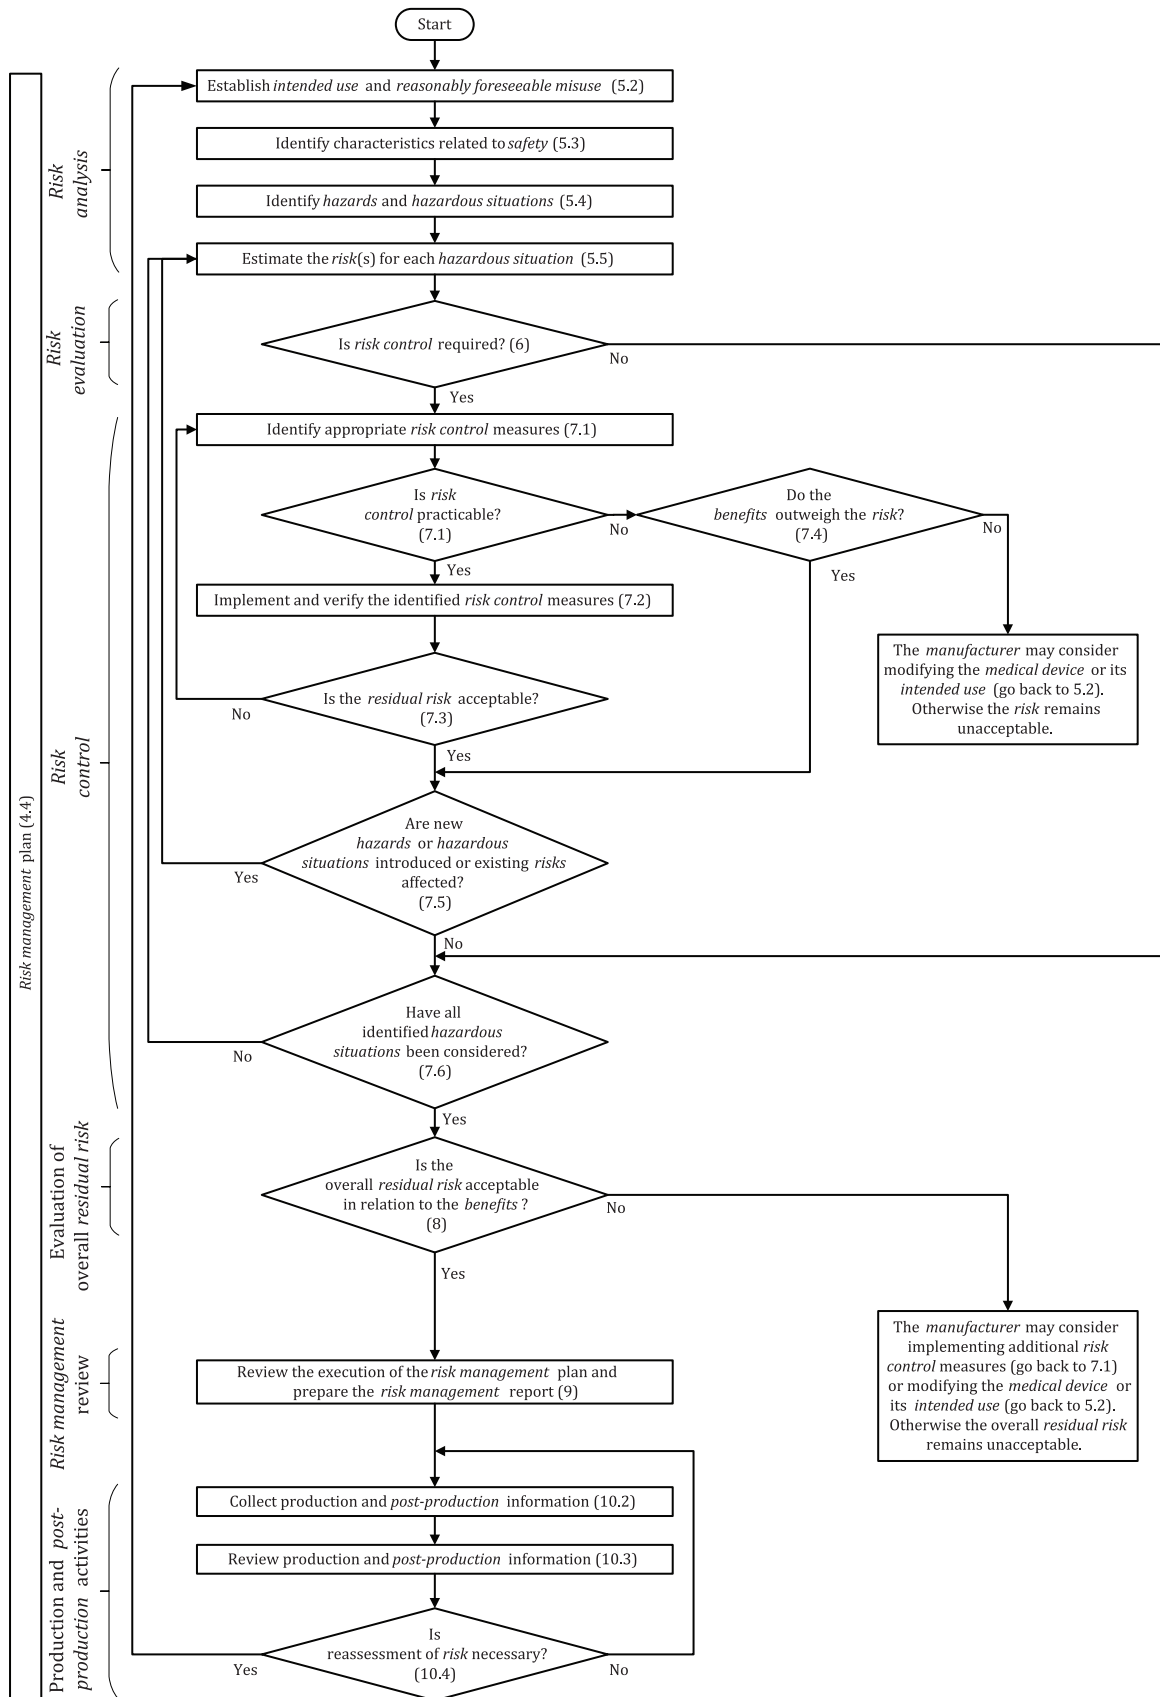 Start
Establish intended use and reasonably foreseeable misuse (5.2)
Identify characteristics related to safety (5.3)
Identify hazards and hazardous situations (5.4)
Estimate the risk(s) for each hazardous situation (5.5)
Risk
analysis
Is risk control required? (6)
No
Yes
Risk
evaluation
Identify appropriate risk control measures (7.1)
Is risk
control practicable?
(7.1)
No
Yes
Do the
benefits outweigh the risk?
(7.4)
No
Yes
Implement and verify the identified risk control measures (7.2)
The manufacturer may consider
modifying the medical device or its
intended use (go back to 5.2).
Otherwise the risk remains
unacceptable.
Is the residual risk acceptable?
(7.3)
No
Yes
Risk
control
Risk management plan (4.4)
Are new
hazards or hazardous
situations introduced or existing risks
affected?
(7.5)
Yes
No
Have all
identified hazardous
situations been considered?
(7.6)
No
Yes
Evaluation of
overall residual risk
Is the
overall residual risk acceptable
in relation to the benefits ?
(8)
No
Yes
The manufacturer may consider
implementing additional risk
control measures (go back to 7.1)
or modifying the medical device or
its intended use (go back to 5.2).
Otherwise the overall residual risk
remains unacceptable.
Risk management
review
Review the execution of the risk management plan and
prepare the risk management report (9)
Production and post-
production activities
Collect production and post-production information (10.2)
Review production and post-production information (10.3)
Is
reassessment of risk necessary?
(10.4)
Yes
No